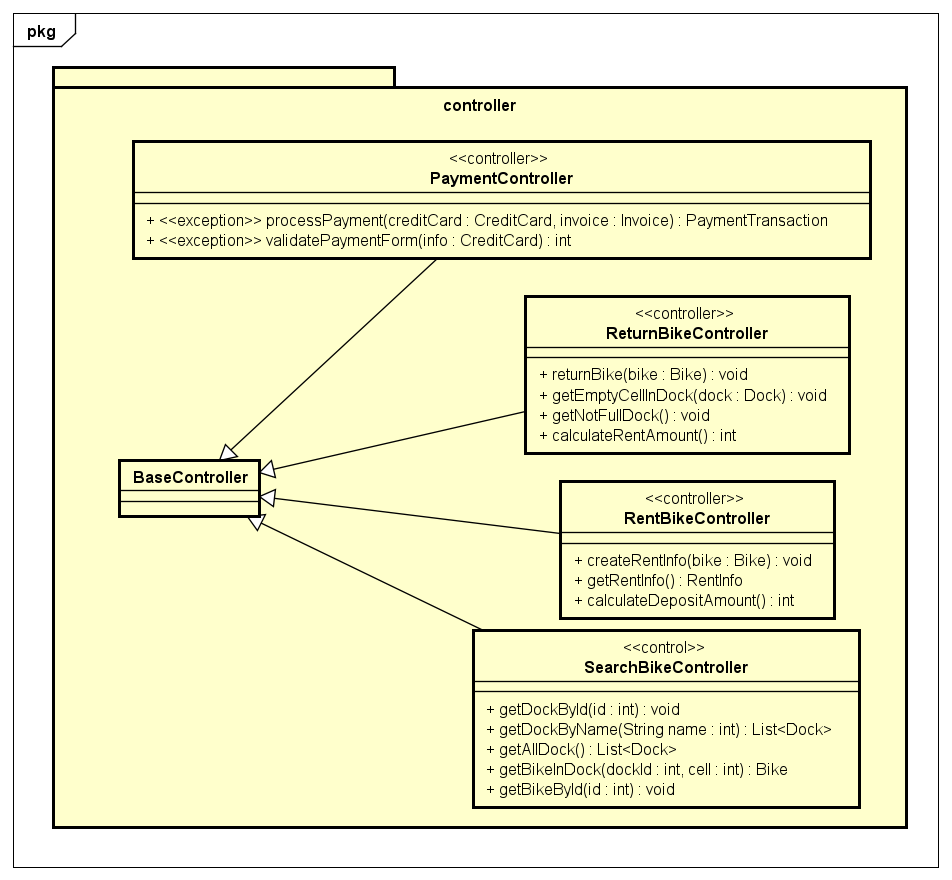 pkg
controller
<<controller>>
PaymentController
+ <<exception>> processPayment(creditCard : CreditCard, invoice : Invoice) : PaymentTransaction
+ <<exception>> validatePaymentForm(info : CreditCard) : int
<<controller>>
ReturnBikeController
+ returnBike(bike : Bike) : void
+ getEmptyCellInDock(dock : Dock) : void
+ getNotFullDock() : void
+ calculateRentAmount() : int
BaseController
<<controller>>
RentBikeController
+ createRentInfo(bike : Bike) : void
+ getRentInfo() : RentInfo
+ calculateDepositAmount() : int
<<control>>
SearchBikeController
+ getDockById(id : int) : void
+ getDockByName(String name : int) : List<Dock>
+ getAllDock() : List<Dock>
+ getBikeInDock(dockId : int, cell : int) : Bike
+ getBikeById(id : int) : void